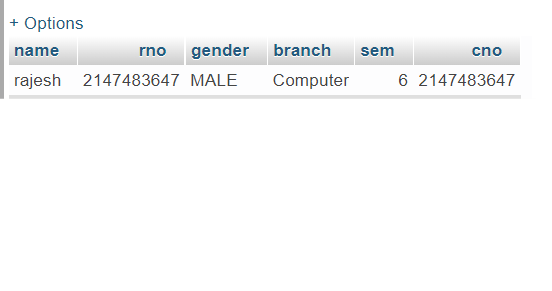 + Options
name rno gender branch sem cno
rajesh 2147483647 MALE Computer 6 2147483647